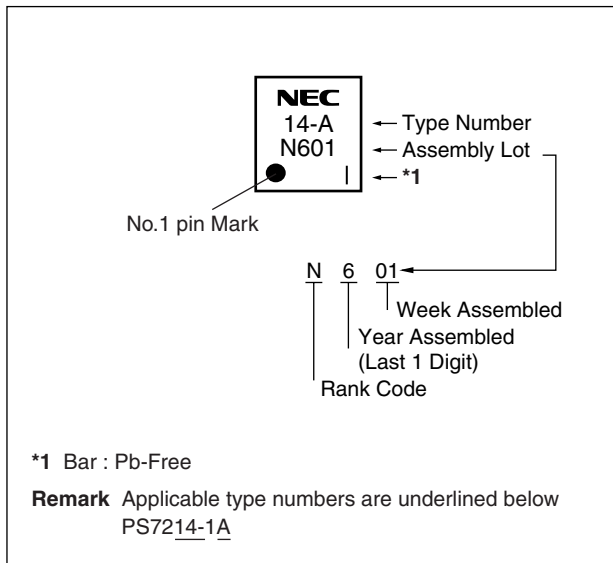 NEC
14-A
N601
Type Number
Assembly Lot
*1
No.1 pin Mark
N 6 01
Week Assembled
Year Assembled
(Last 1 Digit)
Rank Code
*1 Bar : Pb-Free
Remark Applicable type numbers are underlined below
PS7214-1A